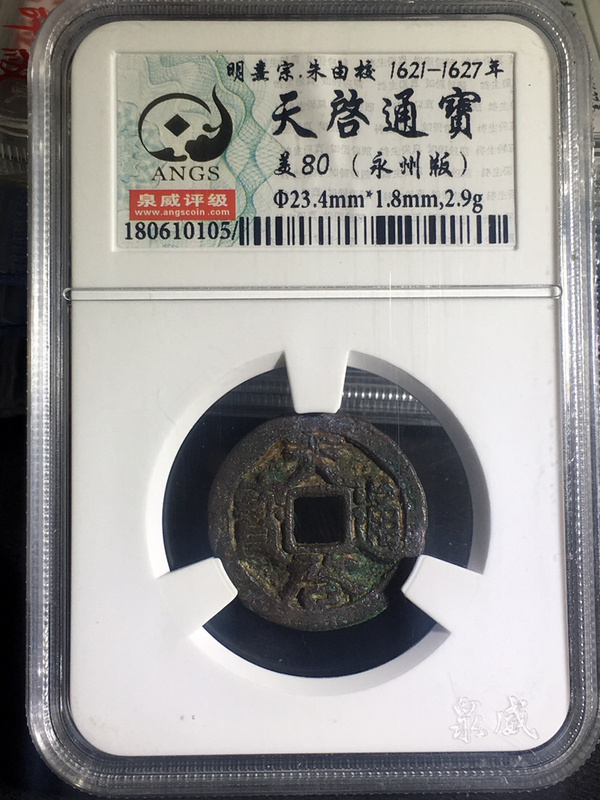 明熹宗.朱由校 1621-1627年
天啓通寶
ANGS
美80（永州版）
泉威评级
www.angscoin.com
Φ23.4mm*1.8mm,2.9g
180610105/
天
通
泉威